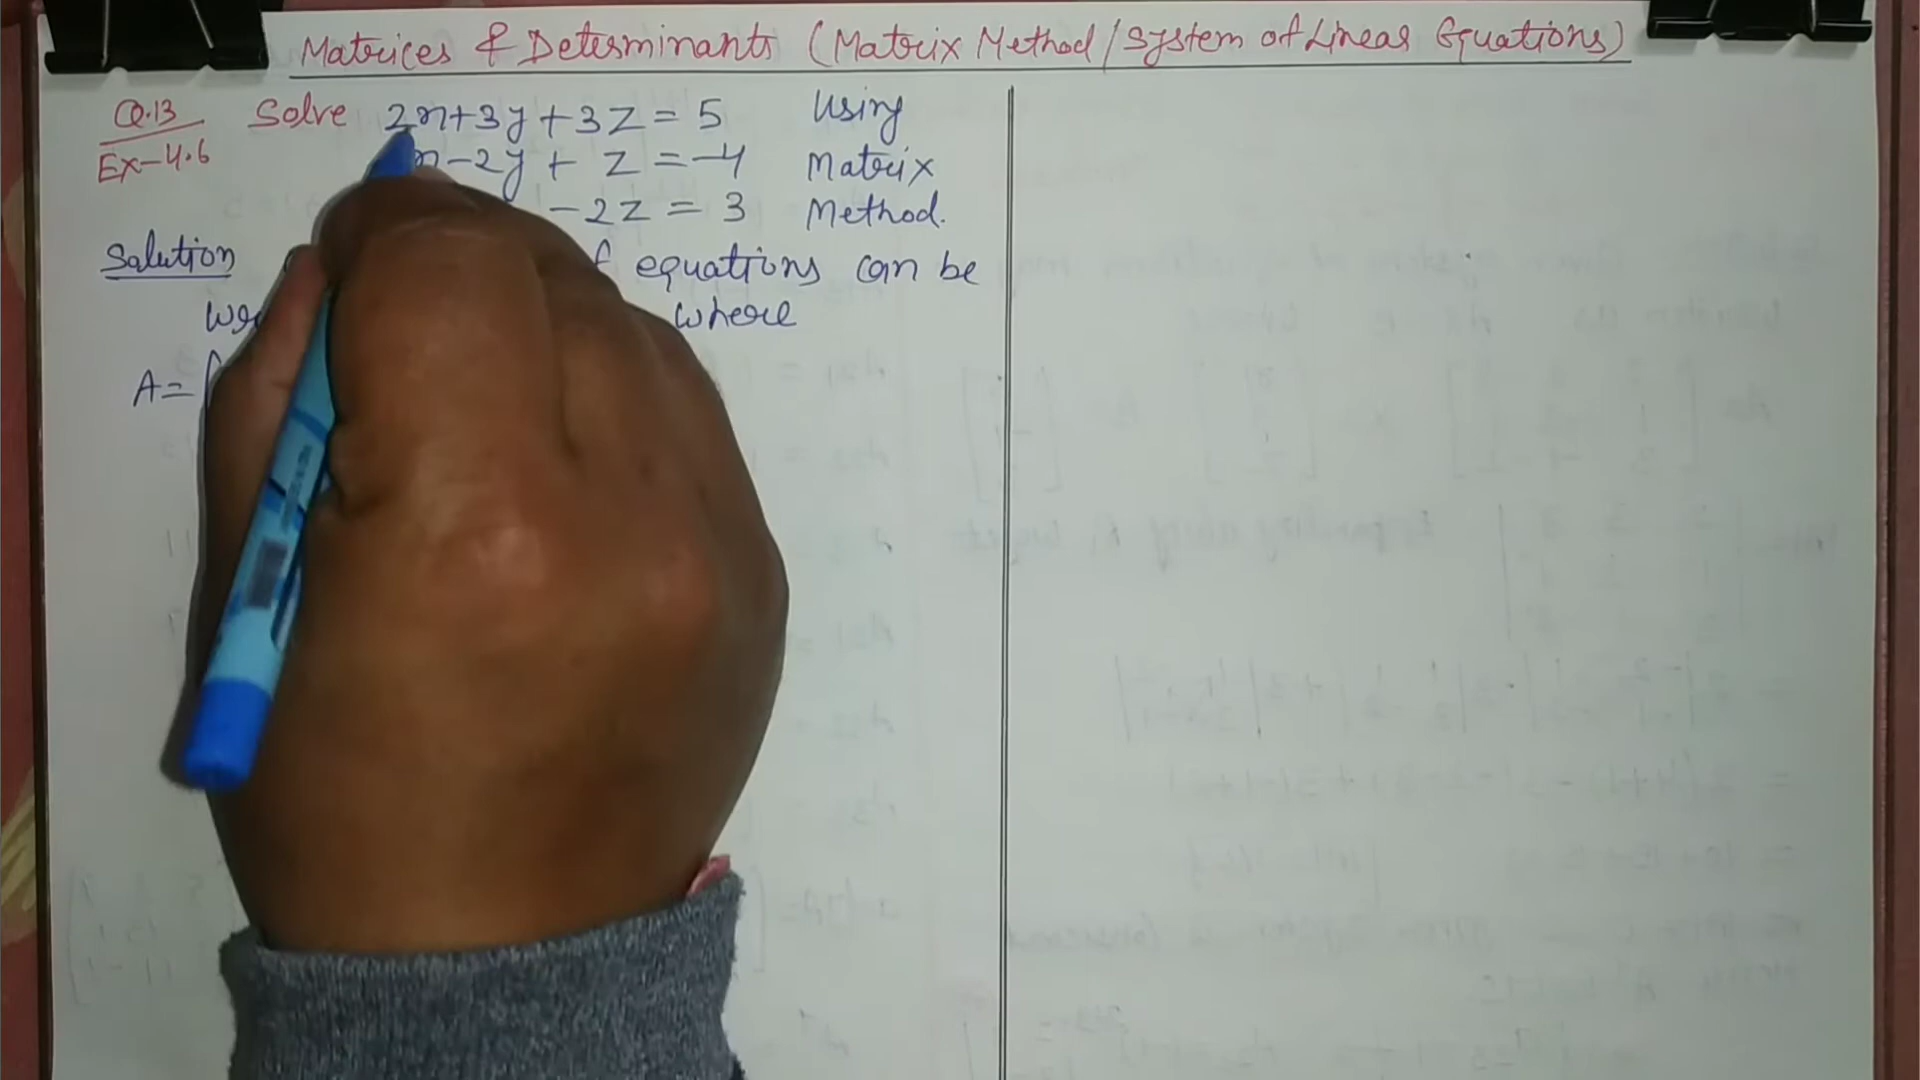 Matrices & Determinants (Matrix Method/System of Linear Equations)
Q.13 Solve 2x+3y+3z=5 Using
Ex-4.6 x-2y+ z=-4 Matrix
-2z=3 Method.
Solution equations can be
where
A=[